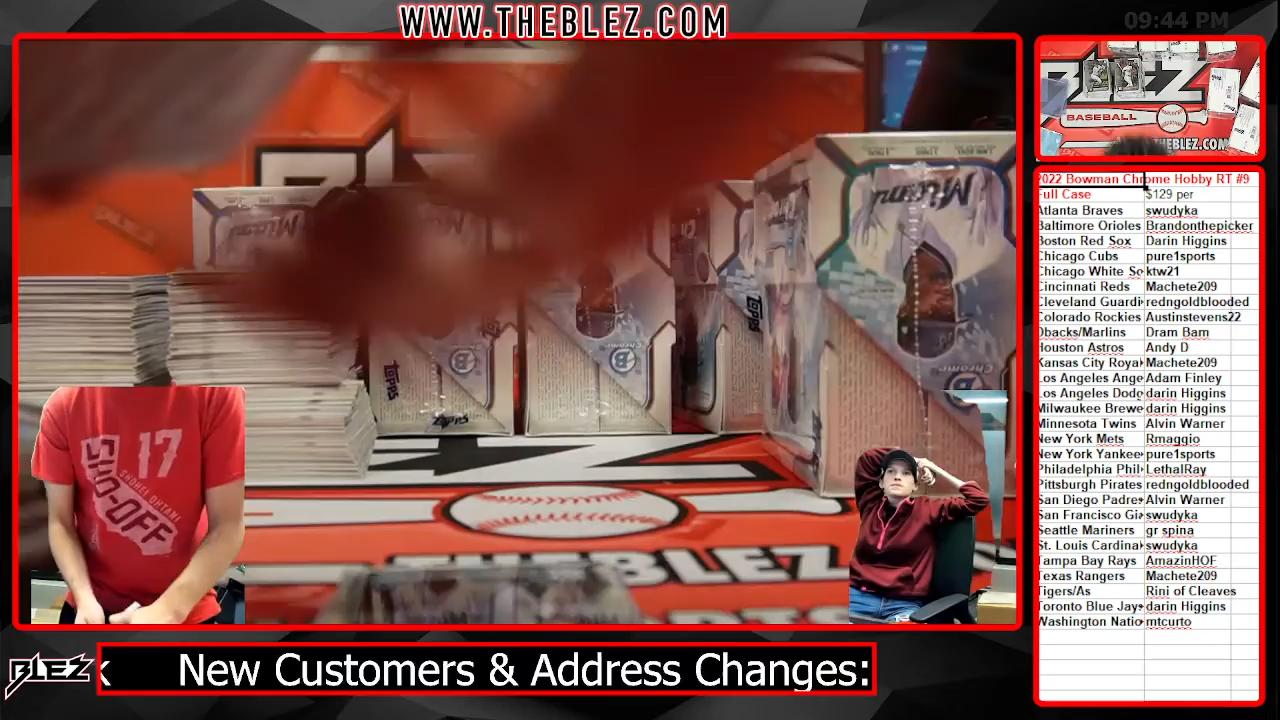 WWW.THEBLEZ.COM
09:44 PM
BASEBALL
THEBLEZ.COM
2022 Bowman Chrome Hobby RT #9
Full Case $129 per
Atlanta Braves swudyka
Baltimore Orioles Brandonthepicker
Boston Red Sox Darin Higgins
Chicago Cubs pure1sports
Chicago White So ktw21
Cincinnati Reds Machete209
Cleveland Guardi redngoldblooded
Colorado Rockies Austinstevens22
Dbacks/Marlins Dram Bam
Houston Astros Andy D
Kansas City Roya Machete209
Los Angeles Ange Adam Finley
Los Angeles Dodg darin Higgins
Milwaukee Brewe darin Higgins
Minnesota Twins Alvin Warner
New York Mets Rmaggio
New York Yankee pure1sports
Philadelphia Phil LethalRay
Pittsburgh Pirates redngoldblooded
San Diego Padre Alvin Warner
San Francisco Gi swudyka
Seattle Mariners gr spina
St. Louis Cardina swudyka
Tampa Bay Rays AmazinHOF
Texas Rangers Machete209
Tigers/As Rini of Cleaves
Toronto Blue Jay darin Higgins
Washington Natio mtcurto
Topps
Topps
17
SHO-OFF
SHOHEI OHTANI
THEBLEZ
BLEZ
k New Customers & Address Changes: